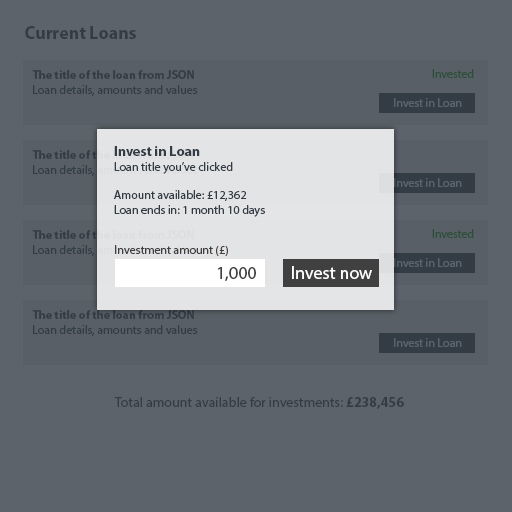 Current Loans
The title of the loan from JSON
Invested
Loan details, amounts and values
Invest in Loan
The title of th
Loan details, a
Invest in Loan
Invest in Loan
Loan title you've clicked
Amount available: £12,362
Loan ends in: 1 month 10 days
The title of the loan from JSON
Invested
Loan details, a
Invest in Loan
Investment amount (£)
1,000
Invest now
The title of the loan from JSON
Loan details, amounts and values
Invest in Loan
Total amount available for investments: £238,456